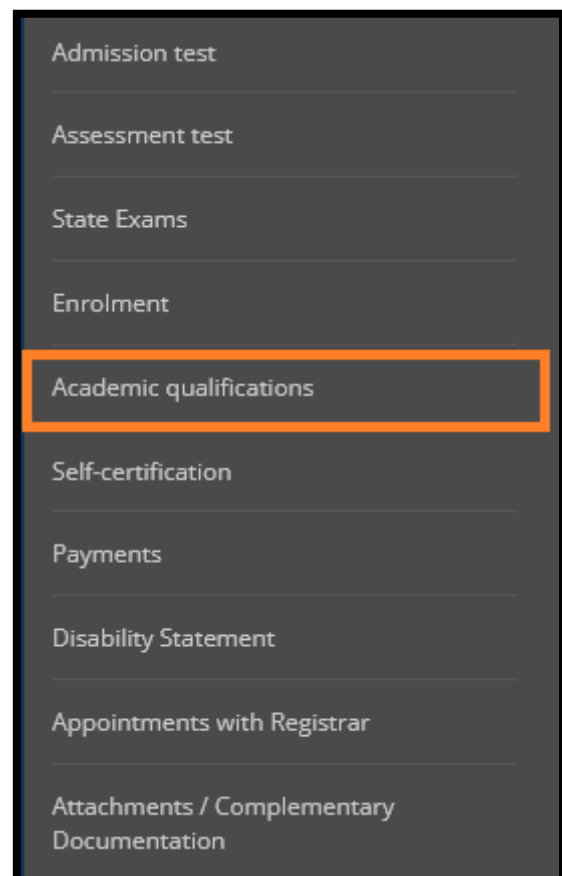 Admission test
Assessment test
State Exams
Enrolment
Academic qualifications
Self-certification
Payments
Disability Statement
Appointments with Registrar
Attachments / Complementary
Documentation